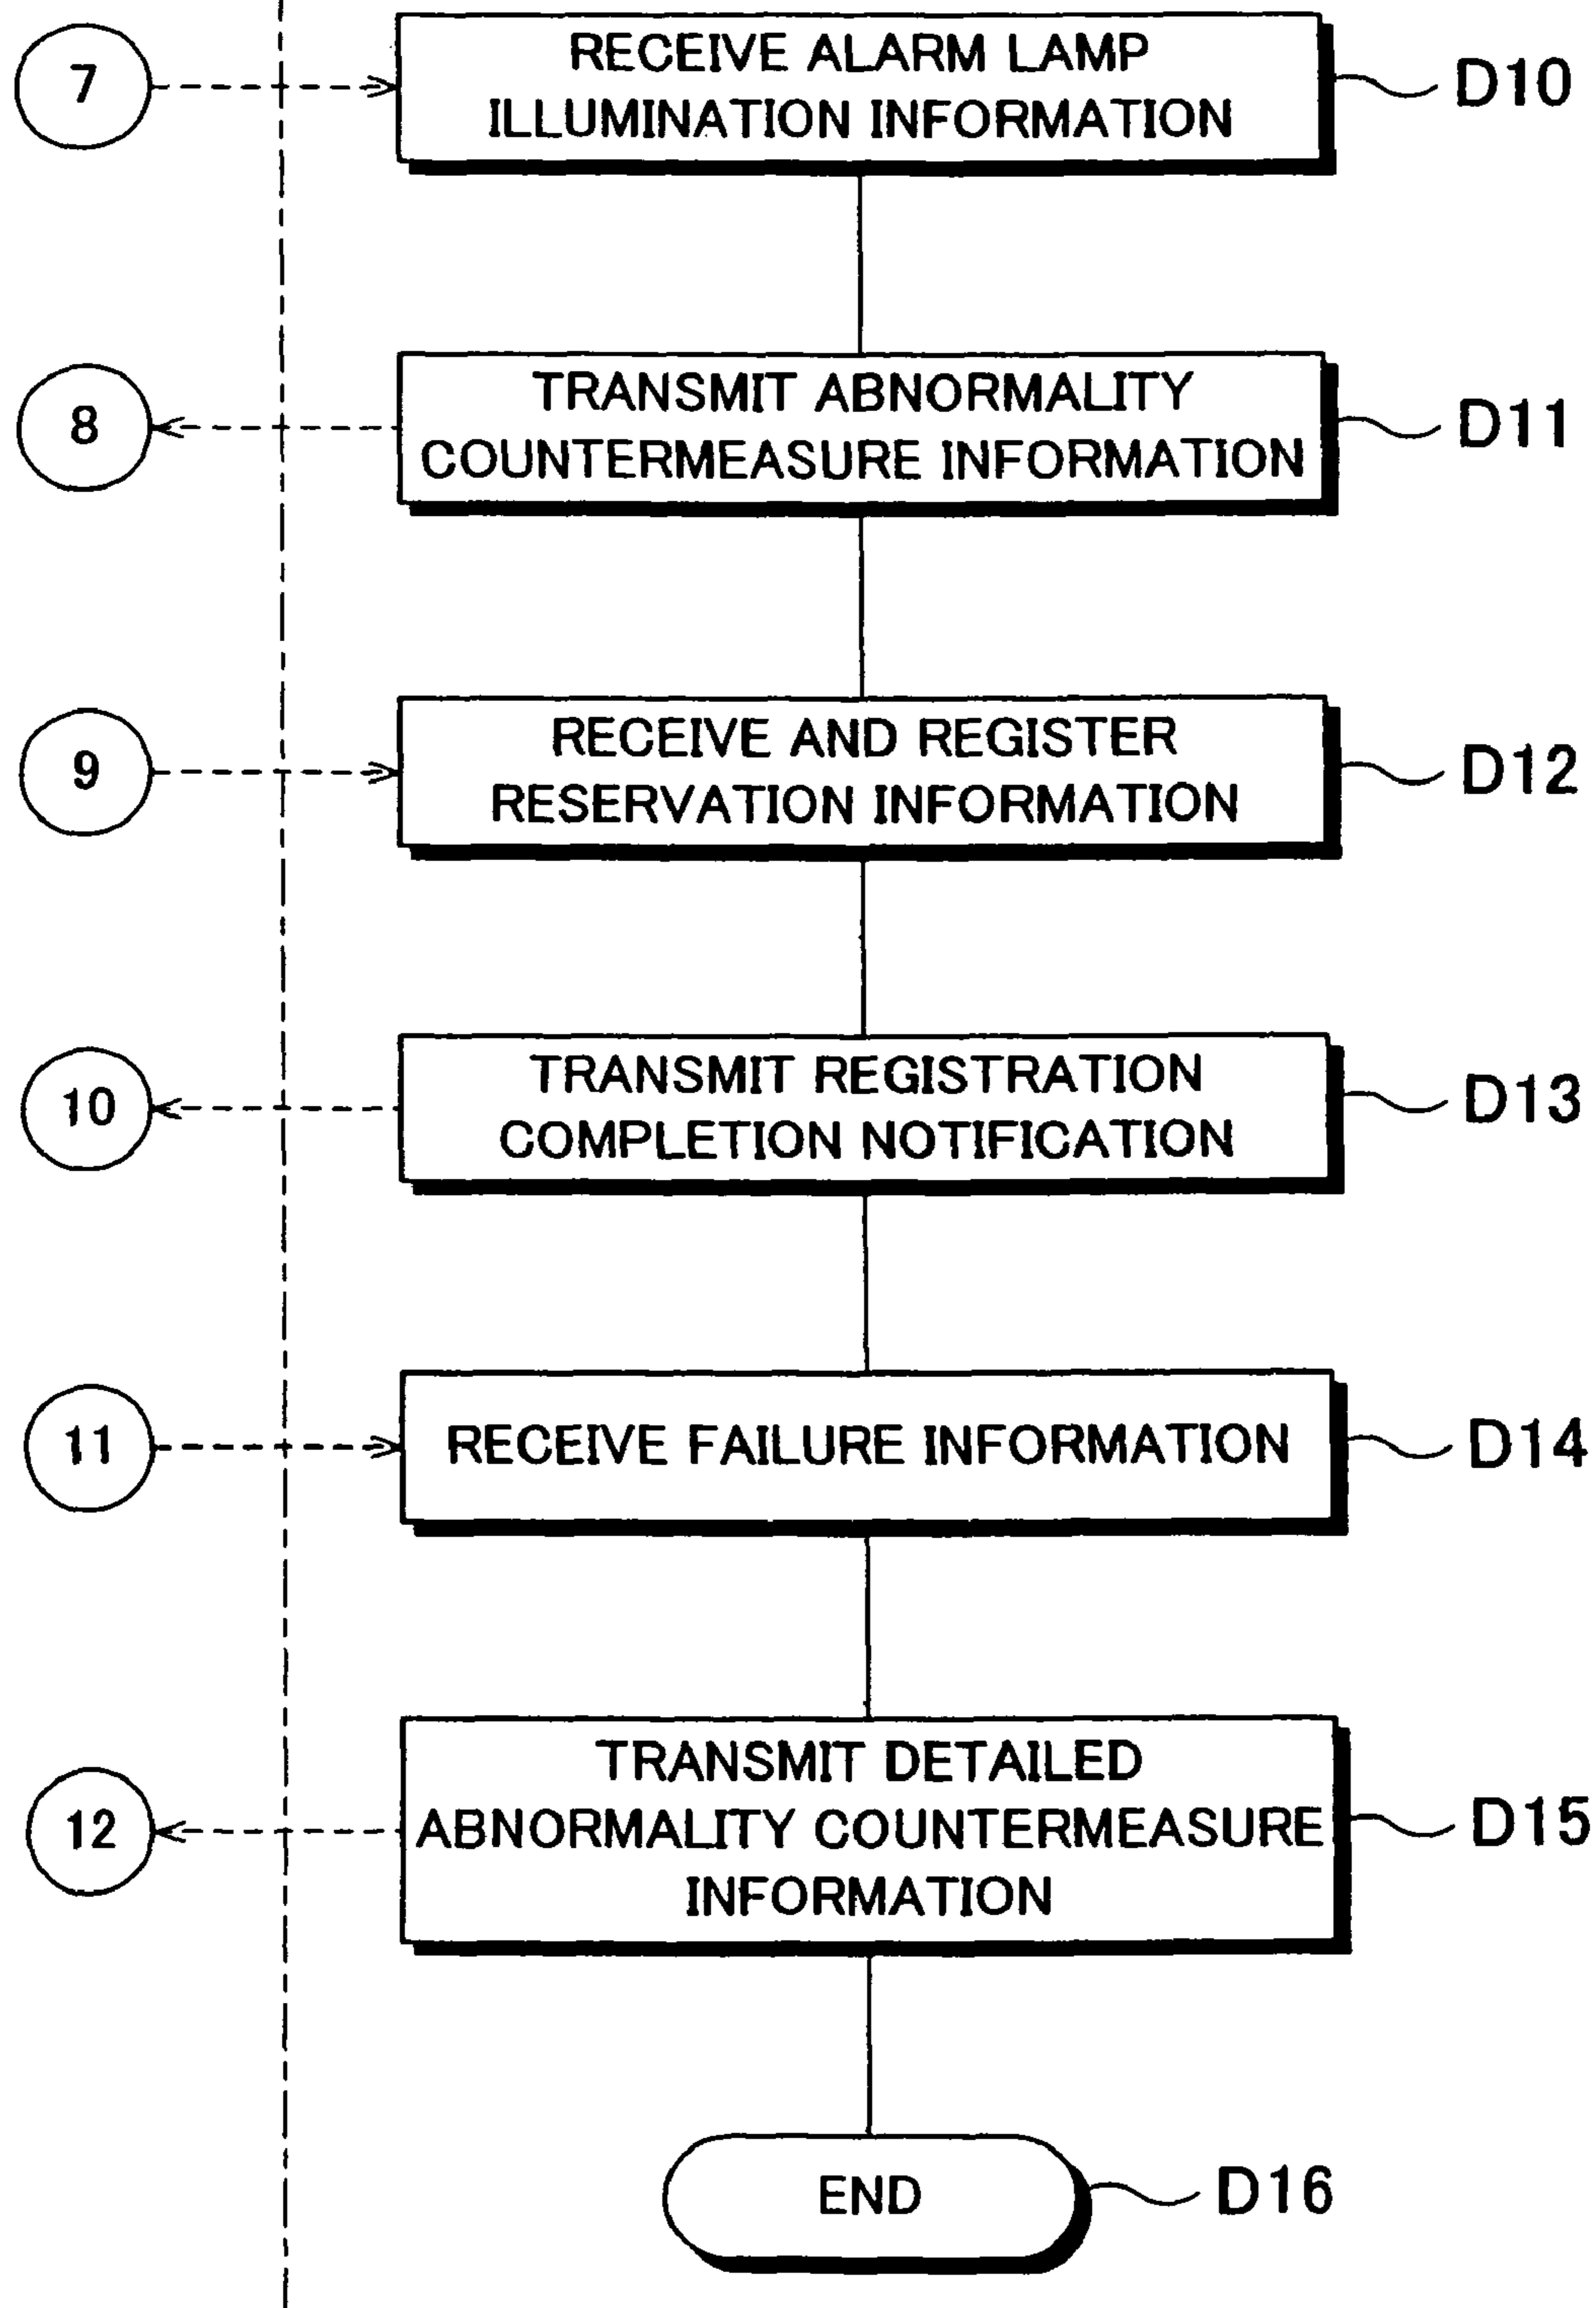 7
RECEIVE ALARM LAMP
ILLUMINATION INFORMATION
D10
8
TRANSMIT ABNORMALITY
COUNTERMEASURE INFORMATION
D11
9
RECEIVE AND REGISTER
RESERVATION INFORMATION
D12
10
TRANSMIT REGISTRATION
COMPLETION NOTIFICATION
D13
11
RECEIVE FAILURE INFORMATION
D14
12
TRANSMIT DETAILED
ABNORMALITY COUNTERMEASURE
INFORMATION
D15
END
D16